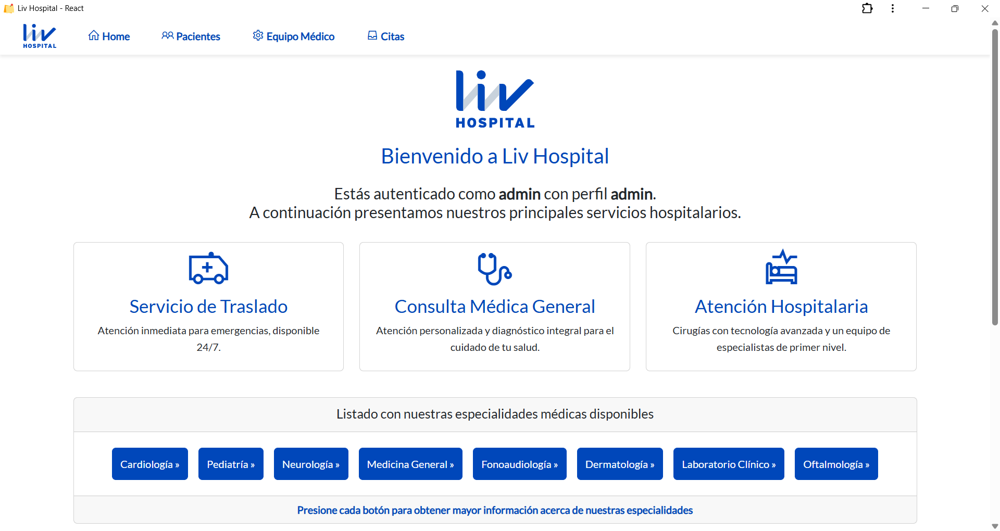 Liv Hospital - React
liv
HOSPITAL
Home
Pacientes
Equipo Médico
Citas
liv
HOSPITAL
Bienvenido a Liv Hospital
Estás autenticado como admin con perfil admin.
A continuación presentamos nuestros principales servicios hospitalarios.
Servicio de Traslado
Atención inmediata para emergencias, disponible
24/7.
Consulta Médica General
Atención personalizada y diagnóstico integral para el
cuidado de tu salud.
Atención Hospitalaria
Cirugías con tecnología avanzada y un equipo de
especialistas de primer nivel.
Listado con nuestras especialidades médicas disponibles
Cardiología »
Pediatría »
Neurología »
Medicina General »
Fonoaudiología »
Dermatología »
Laboratorio Clínico »
Oftalmología »
Presione cada botón para obtener mayor información acerca de nuestras especialidades